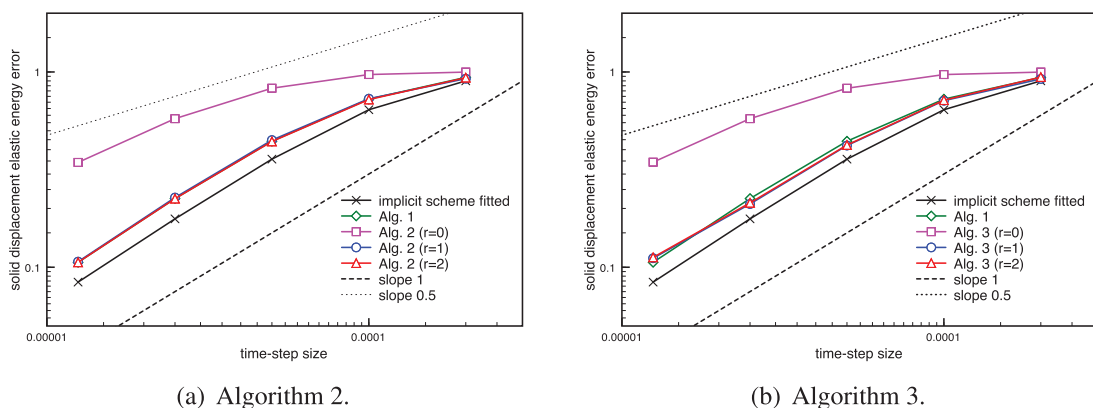 solid displacement elastic energy error
1
0.1
0.00001
0.0001
time-step size
implicit scheme fitted
Alg. 1
Alg. 2 (r=0)
Alg. 2 (r=1)
Alg. 2 (r=2)
slope 1
slope 0.5
(a) Algorithm 2.
solid displacement elastic energy error
1
0.1
0.00001
0.0001
time-step size
implicit scheme fitted
Alg. 1
Alg. 3 (r=0)
Alg. 3 (r=1)
Alg. 3 (r=2)
slope 1
slope 0.5
(b) Algorithm 3.